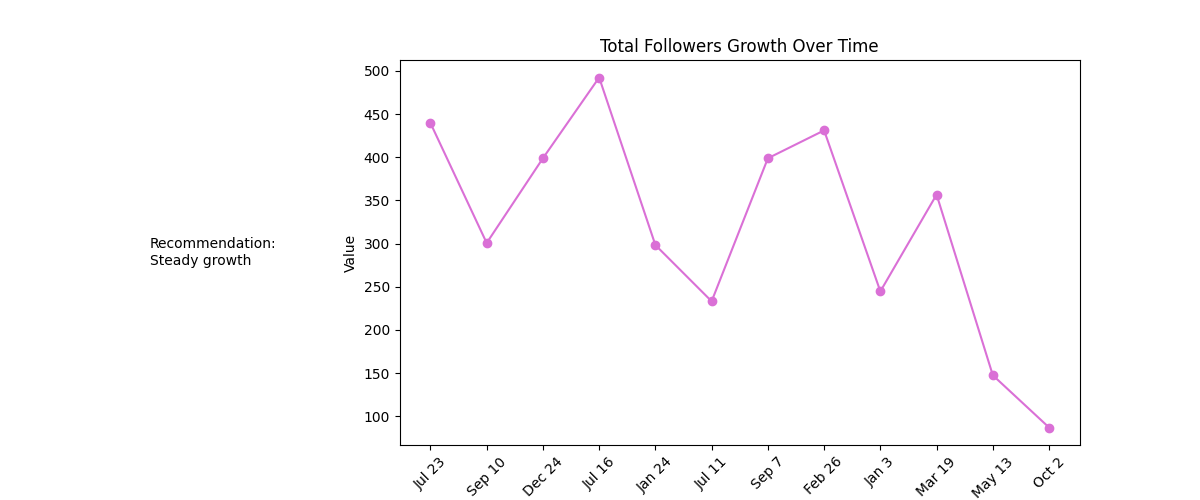 Total Followers Growth Over Time
Recommendation:
Steady growth
Value
500
450
400
350
300
250
200
150
100
Jul 23
Sep 10
Dec 24
Jul 16
Jan 24
Jul 11
Sep 7
Feb 26
Jan 3
Mar 19
May 13
Oct 2